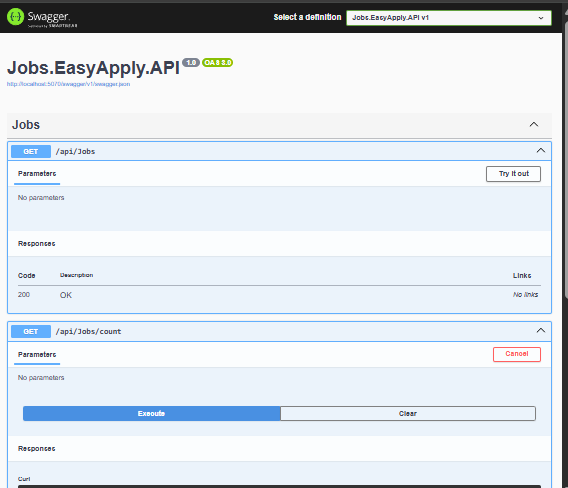 Swagger.
Supported by SMARTBEAR
Select a definition
Jobs.EasyApply.API v1
Jobs.EasyApply.API 1.0 OAS 3.0
http://localhost:5070/swagger/v1/swagger.json
Jobs
GET /api/Jobs
Parameters
Try it out
No parameters
Responses
Code Description Links
200 OK No links
GET /api/Jobs/count
Parameters
Cancel
No parameters
Execute Clear
Responses
Curl